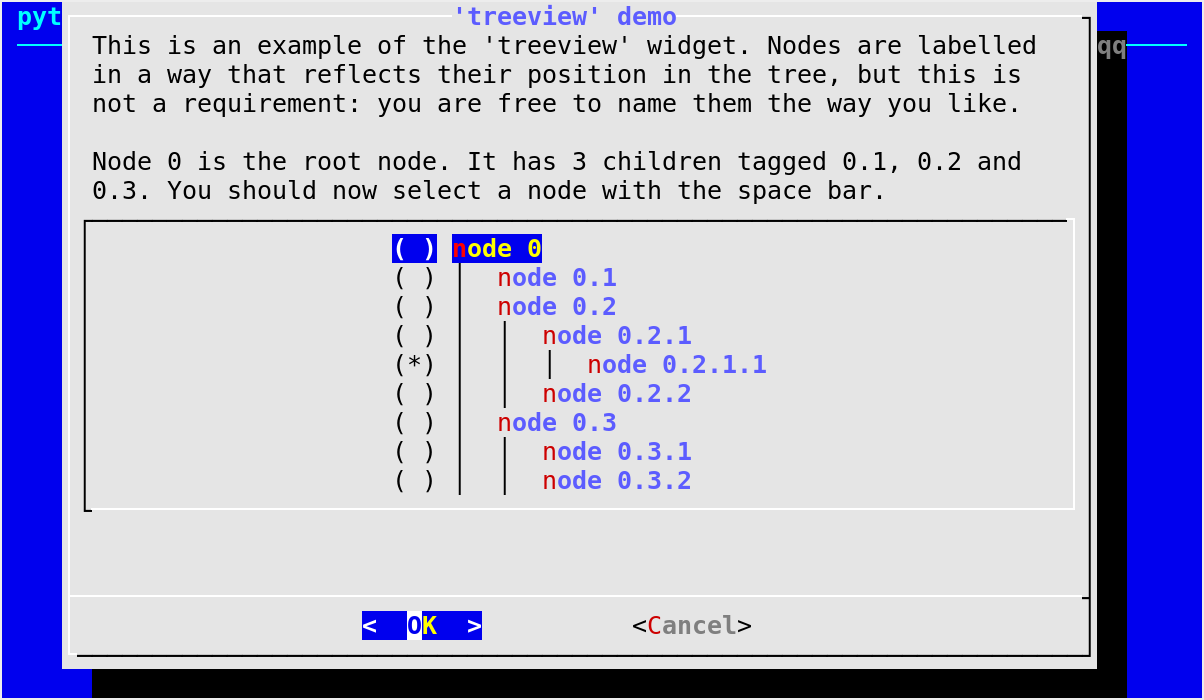 'treeview' demo
pyt
qq
This is an example of the 'treeview' widget. Nodes are labelled
in a way that reflects their position in the tree, but this is
not a requirement: you are free to name them the way you like.
Node 0 is the root node. It has 3 children tagged 0.1, 0.2 and
0.3. You should now select a node with the space bar.
( ) node 0
( ) node 0.1
( ) node 0.2
( ) node 0.2.1
(*) node 0.2.1.1
( ) node 0.2.2
( ) node 0.3
( ) node 0.3.1
( ) node 0.3.2
<  OK  > <Cancel>